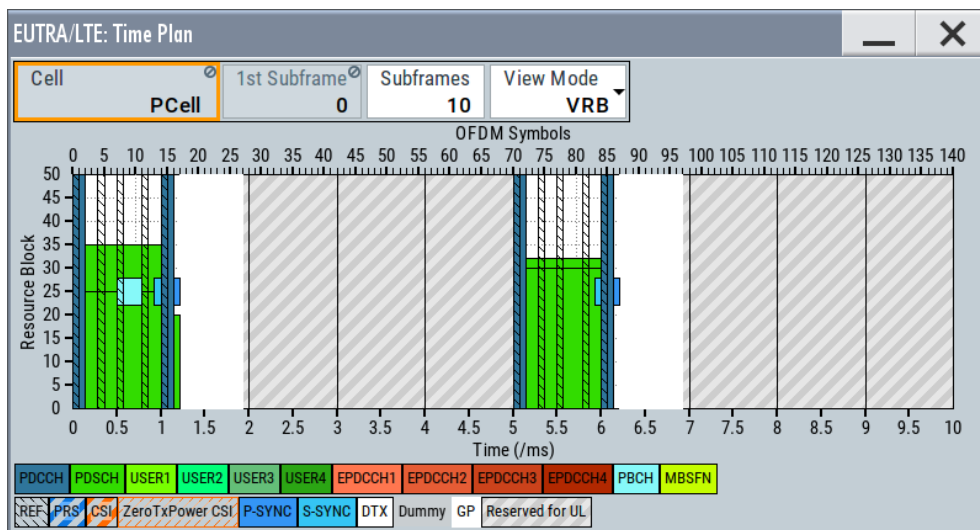 EUTRA/LTE: Time Plan
Cell 1st Subframe Subframes View Mode
PCell 0 10 VRB
OFDM Symbols
0 5 10 15 20 25 30 35 40 45 50 55 60 65 70 75 80 85 90 95 100 105 110 115 120 125 130 135 140
50
45
40
35
30
25
20
15
10
5
0
Resource Block
0 0.5 1 1.5 2 2.5 3 3.5 4 4.5 5 5.5 6 6.5 7 7.5 8 8.5 9 9.5 10
Time (/ms)
PDCCH PDSCH USER1 USER2 USER3 USER4 EPDCCH1 EPDCCH2 EPDCCH3 EPDCCH4 PBCH MBSFN
REF PRS CSI ZeroTxPower CSI P-SYNC S-SYNC DTX Dummy GP Reserved for UL